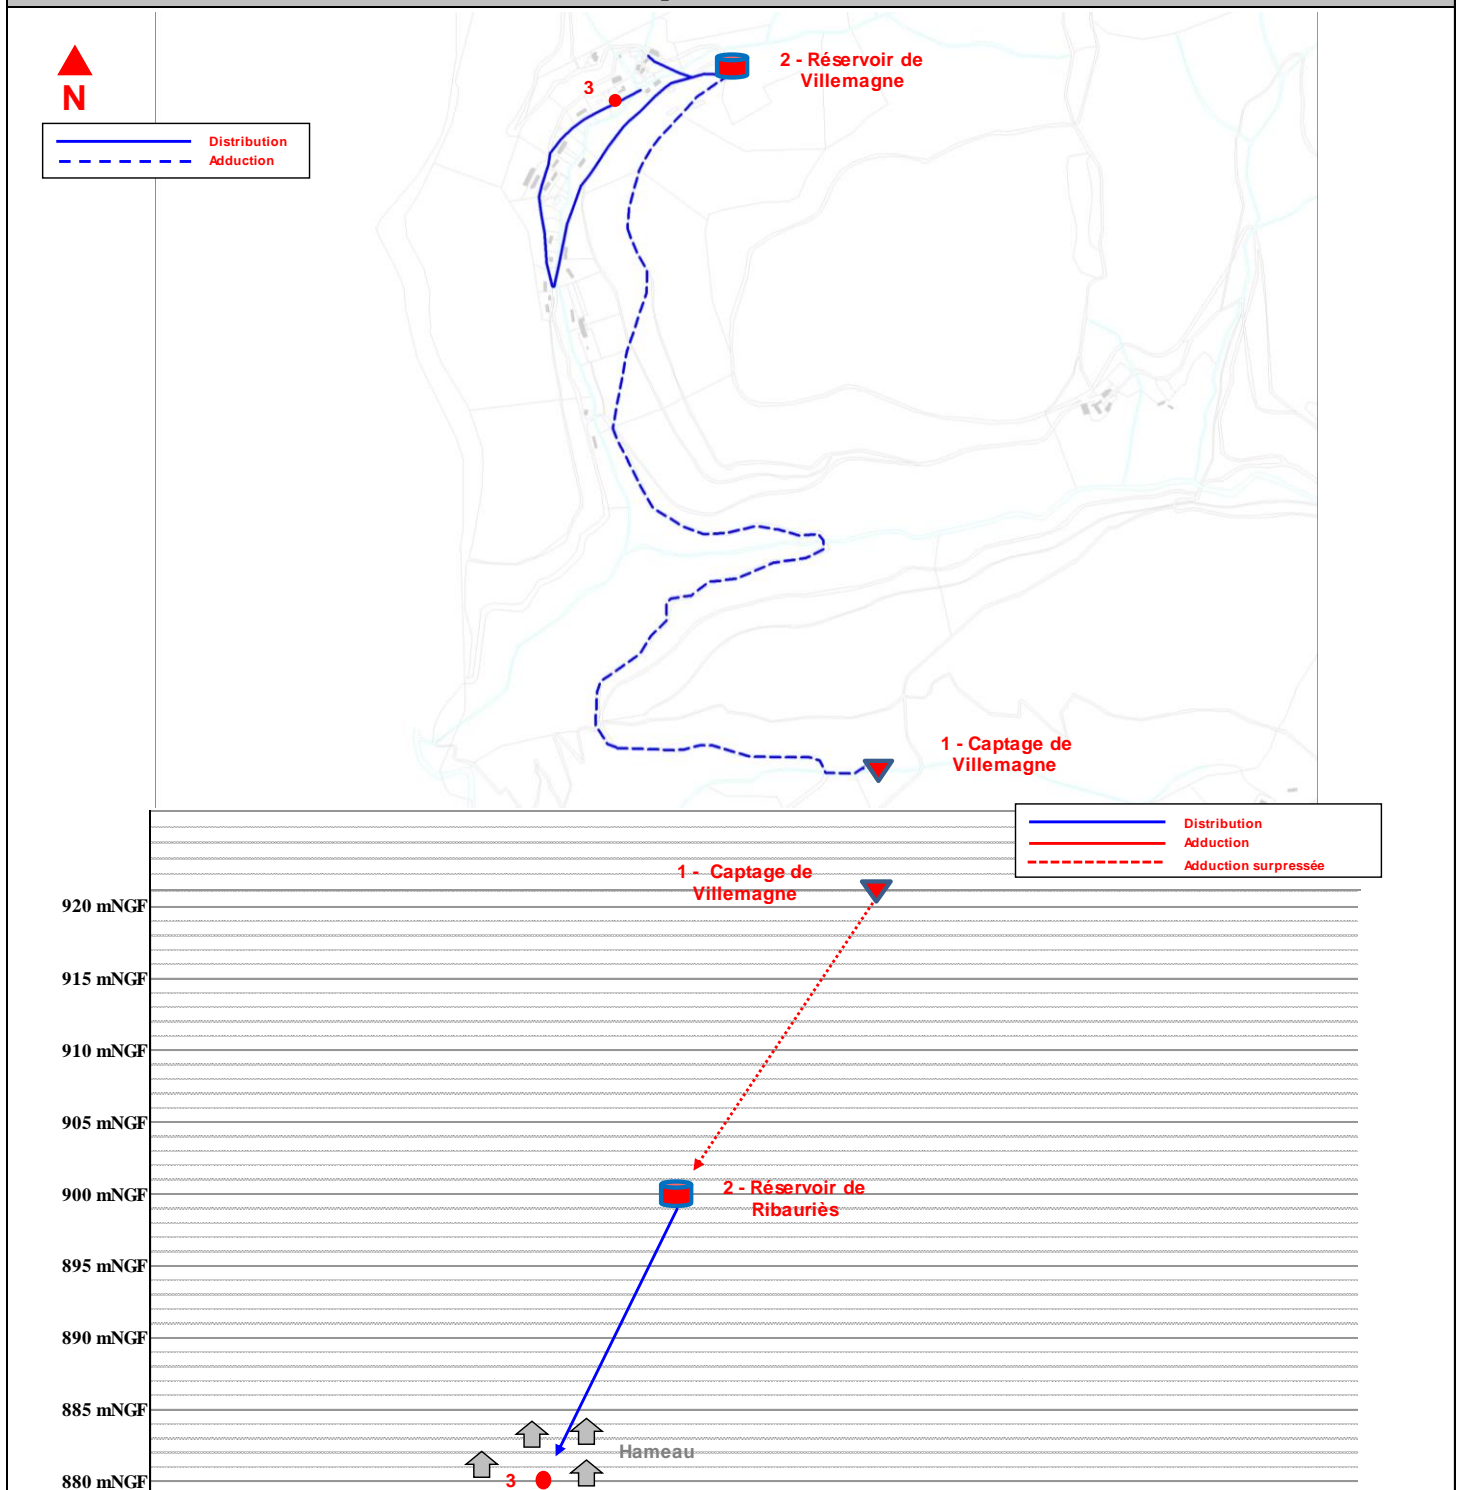 2 - Réservoir de
Villemagne
3
N
Distribution
Adduction
1 - Captage de
Villemagne
Distribution
Adduction
Adduction surpressée
1 - Captage de
Villemagne
920 mNGF
915 mNGF
910 mNGF
905 mNGF
900 mNGF
2 - Réservoir de
Ribauriès
895 mNGF
890 mNGF
885 mNGF
Hameau
880 mNGF
3